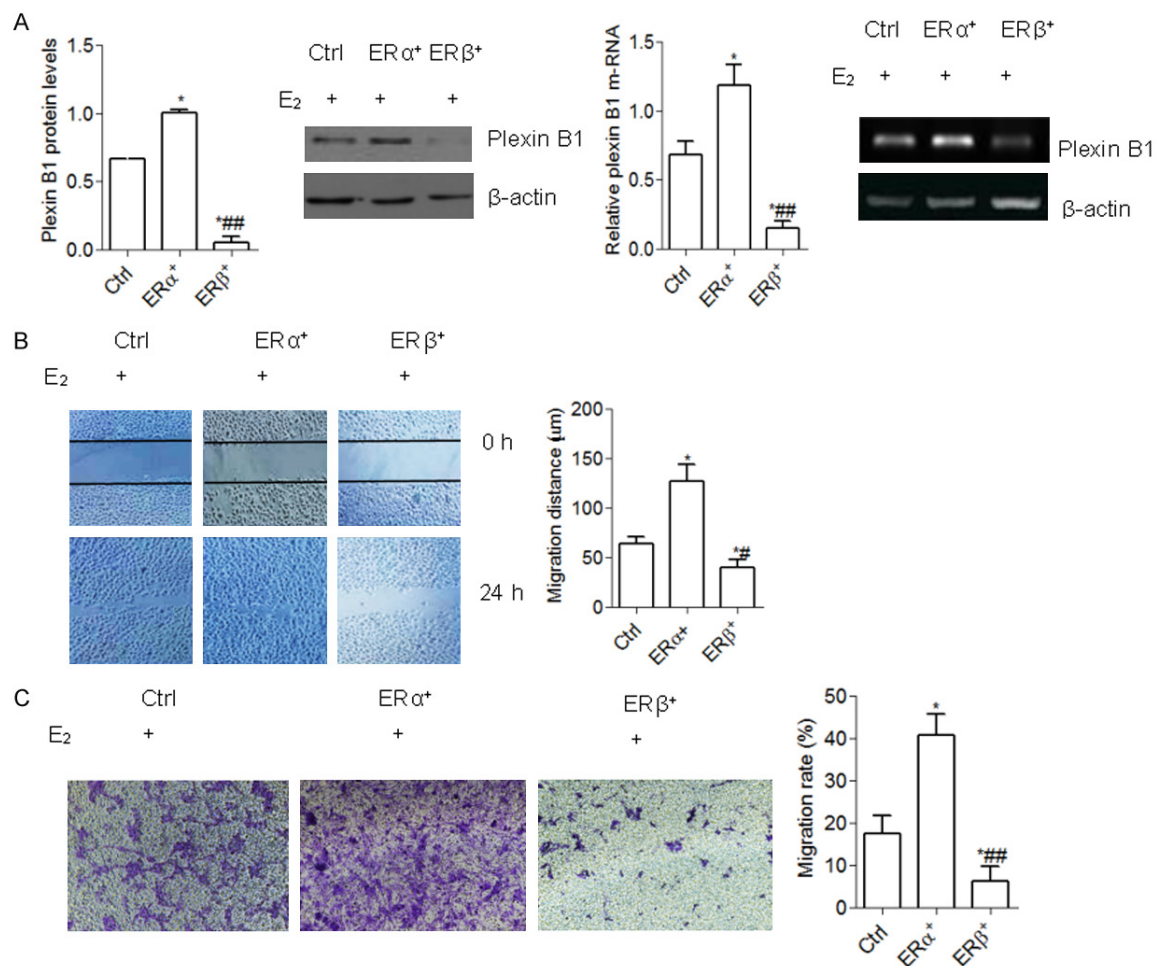 A
Plexin B1 protein levels
1.5
1.0
0.5
0.0
*
*##
Ctrl
ERα⁺
ERβ⁺
Ctrl ERα⁺ ERβ⁺
E₂ + + +
Plexin B1
β-actin
Relative plexin B1 m-RNA
1.5
1.0
0.5
0.0
*
*##
Ctrl
ERα⁺
ERβ⁺
Ctrl ERα⁺ ERβ⁺
E₂ + + +
Plexin B1
β-actin
B
Ctrl ERα⁺ ERβ⁺
E₂ + + +
0 h
24 h
Migration distance (um)
200
150
100
50
0
*
*#
Ctrl
ERα+
ERβ⁺
C
Ctrl ERα⁺ ERβ⁺
E₂ + + +
Migration rate (%)
50
40
30
20
10
0
*
*##
Ctrl
ERα⁺
ERβ⁺